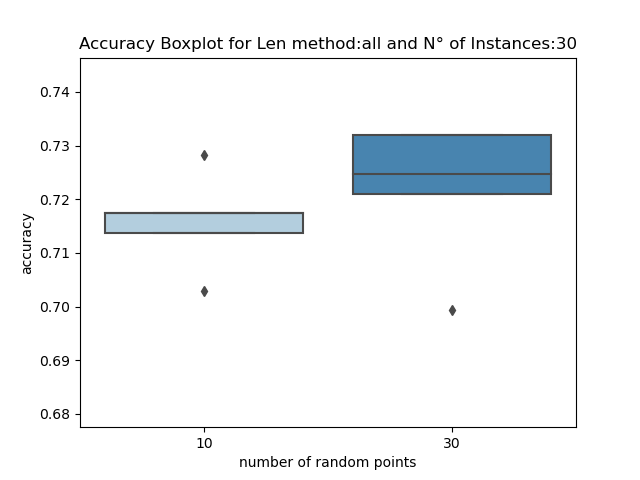 Accuracy Boxplot for Len method:all and N° of Instances:30
0.74
0.73
0.72
0.71
0.70
0.69
0.68
accuracy
10 30
number of random points